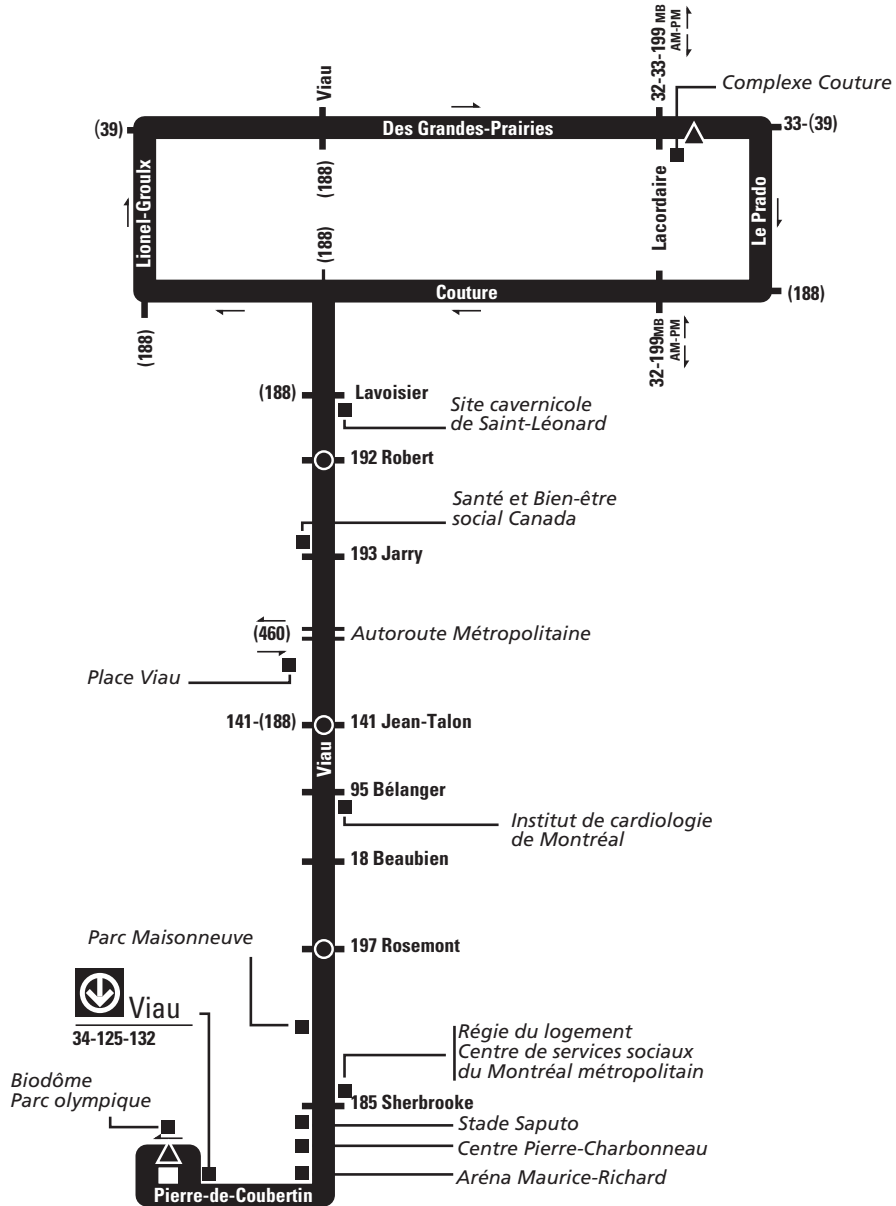 Viau
32-33-199 MB
AM-PM
Complexe Couture
(39)
Des Grandes-Prairies
33-(39)
(188)
Lionel-Groulx
(188)
Lacordaire
Le Prado
Couture
(188)
(188)
32-199MB
AM-PM
(188)
Lavoisier
Site cavernicole
de Saint-Léonard
192 Robert
Santé et Bien-être
social Canada
193 Jarry
(460)
Autoroute Métropolitaine
Place Viau
141-(188)
141 Jean-Talon
Viau
95 Bélanger
Institut de cardiologie
de Montréal
18 Beaubien
Parc Maisonneuve
197 Rosemont
Viau
34-125-132
Régie du logement
Centre de services sociaux
du Montréal métropolitain
Biodôme
Parc olympique
185 Sherbrooke
Stade Saputo
Centre Pierre-Charbonneau
Aréna Maurice-Richard
Pierre-de-Coubertin